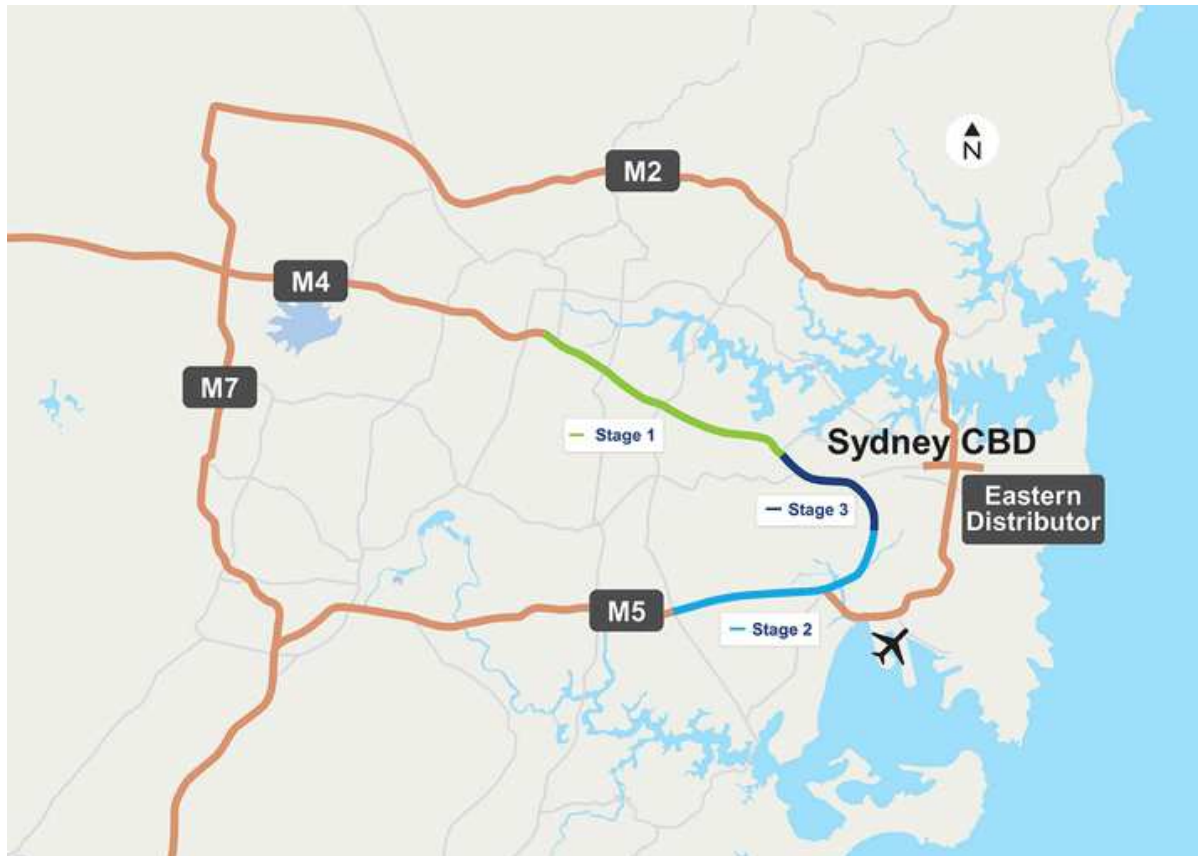 N
M2
M4
M7
Stage 1
Sydney CBD
Eastern
Distributor
Stage 3
M5
Stage 2